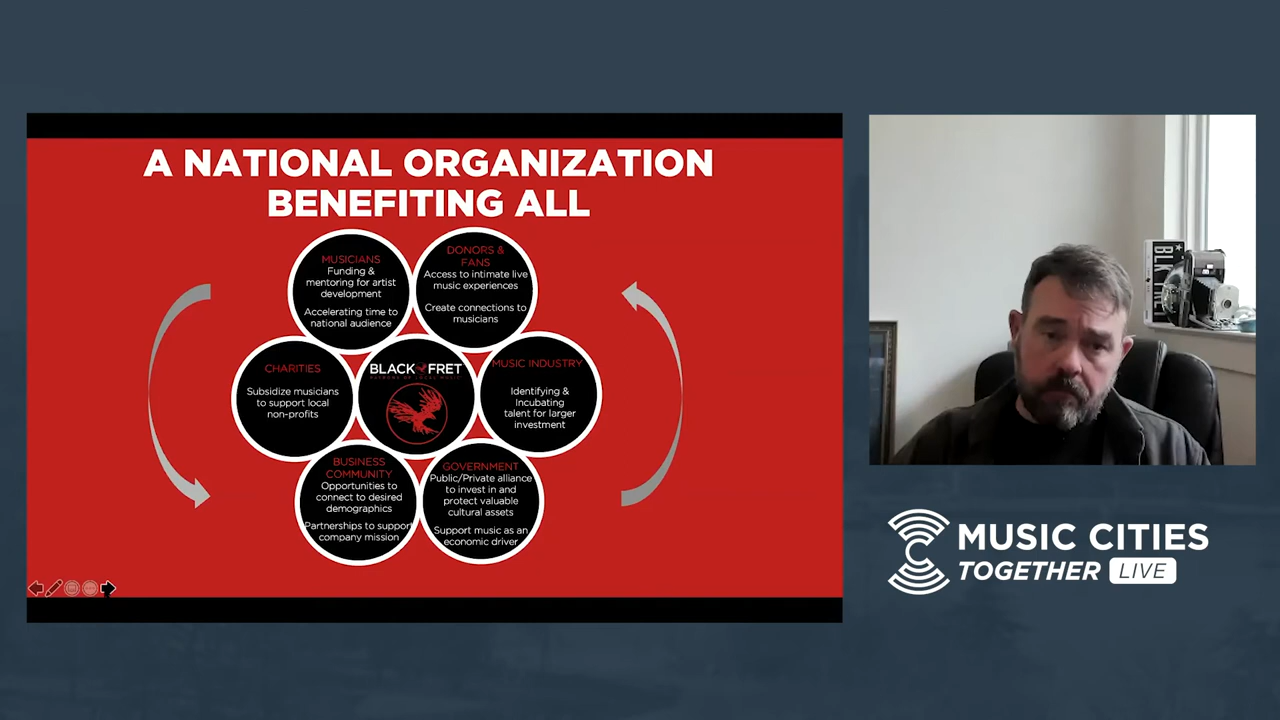 A NATIONAL ORGANIZATION
BENEFITING ALL
MUSICIANS
Funding &
mentoring for artist
development
Accelerating time to
national audience
DONORS &
FANS
Access to intimate live
music experiences
Create connections to
musicians
CHARITIES
Subsidize musicians
to support local
non-profits
BLACK FRET
PATRONS OF LOCAL MUSIC
MUSIC INDUSTRY
Identifying &
Incubating
talent for larger
investment
BUSINESS
COMMUNITY
Opportunities to
connect to desired
demographics
Partnerships to support
company mission
GOVERNMENT
Public/Private alliance
to invest in and
protect valuable
cultural assets
Support music as an
economic driver
MUSIC CITIES
TOGETHER LIVE